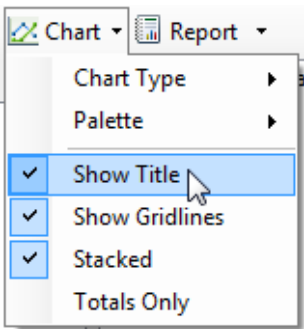 Chart Report
Chart Type
Palette
Show Title
Show Gridlines
Stacked
Totals Only